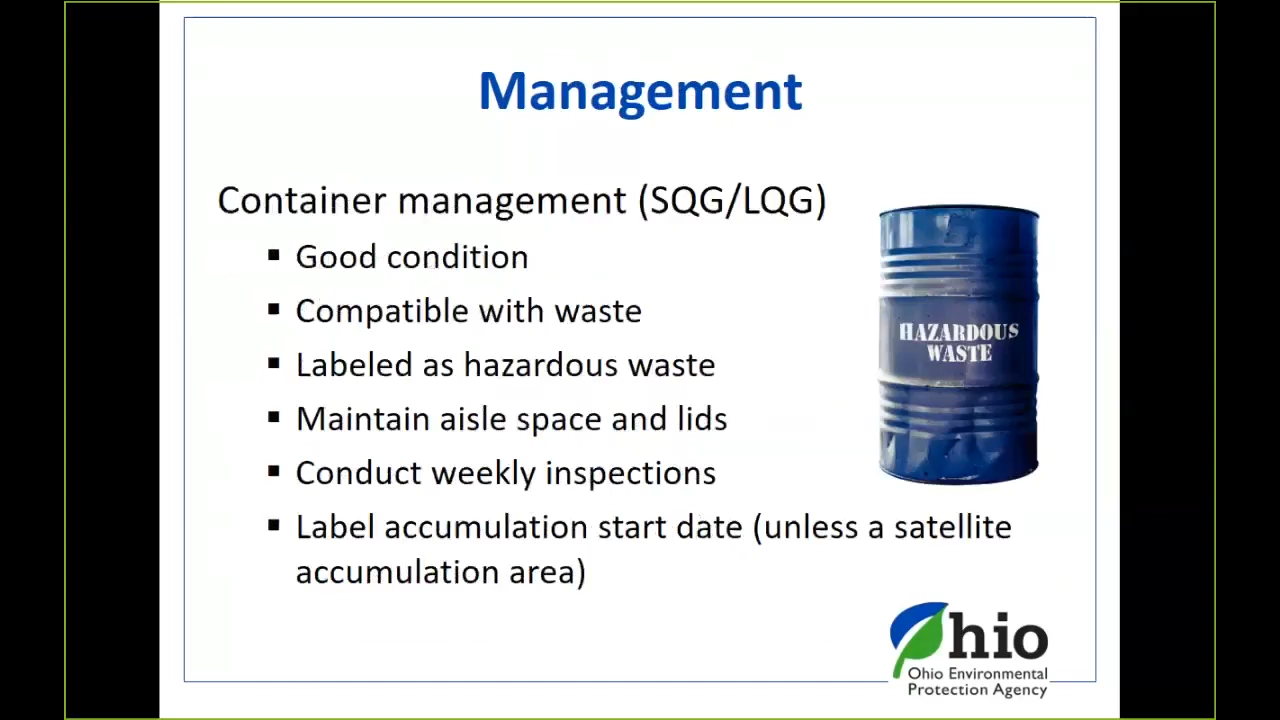 Management
Container management (SQG/LQG)
▪ Good condition
▪ Compatible with waste
▪ Labeled as hazardous waste
▪ Maintain aisle space and lids
▪ Conduct weekly inspections
▪ Label accumulation start date (unless a satellite
accumulation area)
HAZARDOUS
WASTE
Ohio
Ohio Environmental
Protection Agency